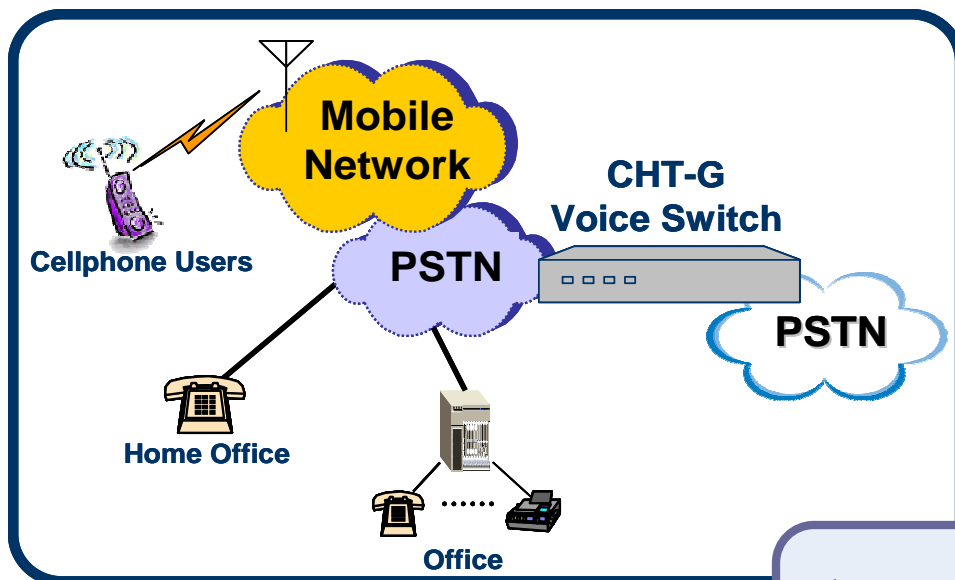 Mobile
Network
CHT-G
Voice Switch
Cellphone Users
PSTN
PSTN
Home Office
Office